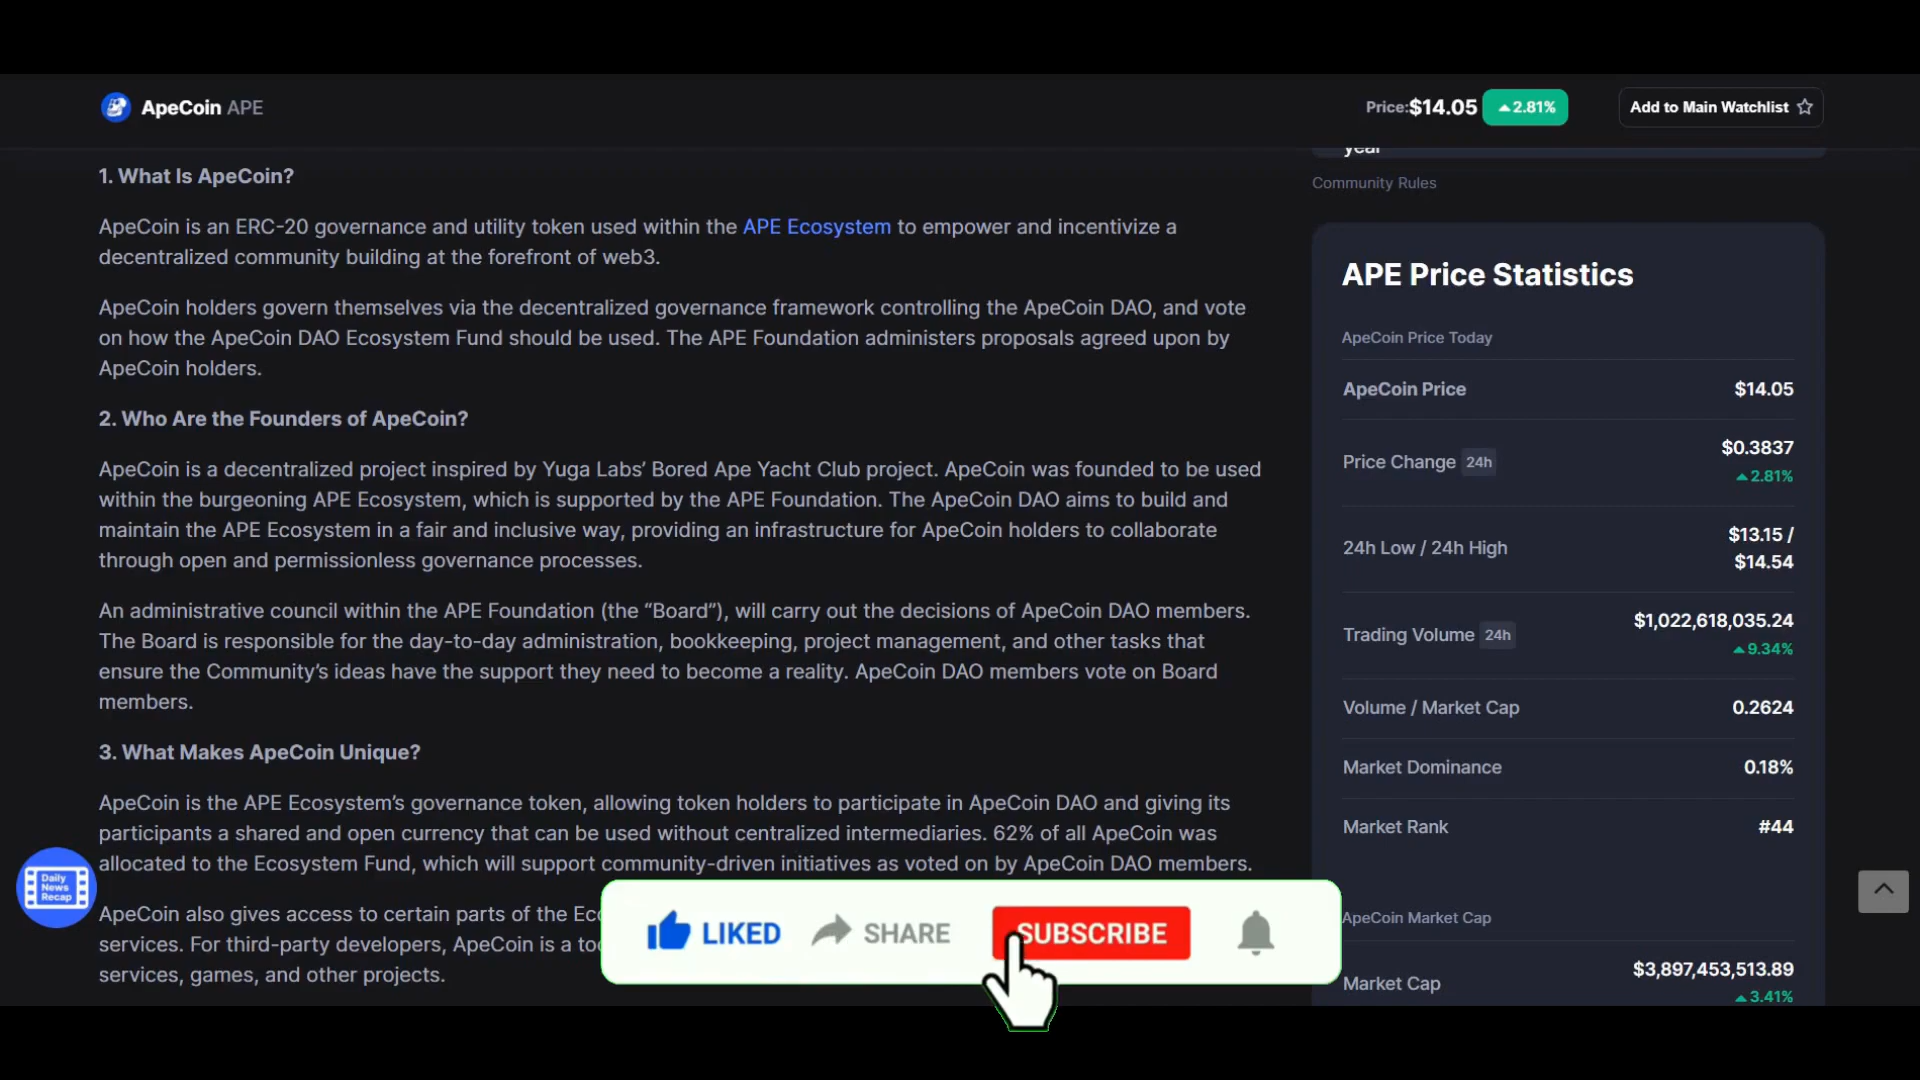 ApeCoin APE
Price:$14.05 2.81% Add to Main Watchlist
1. What Is ApeCoin?
ApeCoin is an ERC-20 governance and utility token used within the APE Ecosystem to empower and incentivize a
decentralized community building at the forefront of web3.
ApeCoin holders govern themselves via the decentralized governance framework controlling the ApeCoin DAO, and vote
on how the ApeCoin DAO Ecosystem Fund should be used. The APE Foundation administers proposals agreed upon by
ApeCoin holders.
2. Who Are the Founders of ApeCoin?
ApeCoin is a decentralized project inspired by Yuga Labs’ Bored Ape Yacht Club project. ApeCoin was founded to be used
within the burgeoning APE Ecosystem, which is supported by the APE Foundation. The ApeCoin DAO aims to build and
maintain the APE Ecosystem in a fair and inclusive way, providing an infrastructure for ApeCoin holders to collaborate
through open and permissionless governance processes.
An administrative council within the APE Foundation (the “Board”), will carry out the decisions of ApeCoin DAO members.
The Board is responsible for the day-to-day administration, bookkeeping, project management, and other tasks that
ensure the Community’s ideas have the support they need to become a reality. ApeCoin DAO members vote on Board
members.
3. What Makes ApeCoin Unique?
ApeCoin is the APE Ecosystem’s governance token, allowing token holders to participate in ApeCoin DAO and giving its
participants a shared and open currency that can be used without centralized intermediaries. 62% of all ApeCoin was
allocated to the Ecosystem Fund, which will support community-driven initiatives as voted on by ApeCoin DAO members.
ApeCoin also gives access to certain parts of the
services. For third-party developers, ApeCoin is a
services, games, and other projects.
year
Community Rules
APE Price Statistics
ApeCoin Price Today
ApeCoin Price $14.05
Price Change 24h $0.3837
2.81%
24h Low / 24h High $13.15 /
$14.54
Trading Volume 24h $1,022,618,035.24
9.34%
Volume / Market Cap 0.2624
Market Dominance 0.18%
Market Rank #44
ApeCoin Market Cap
Market Cap $3,897,453,513.89
3.41%
Daily
News
Recap
LIKED SHARE SUBSCRIBE